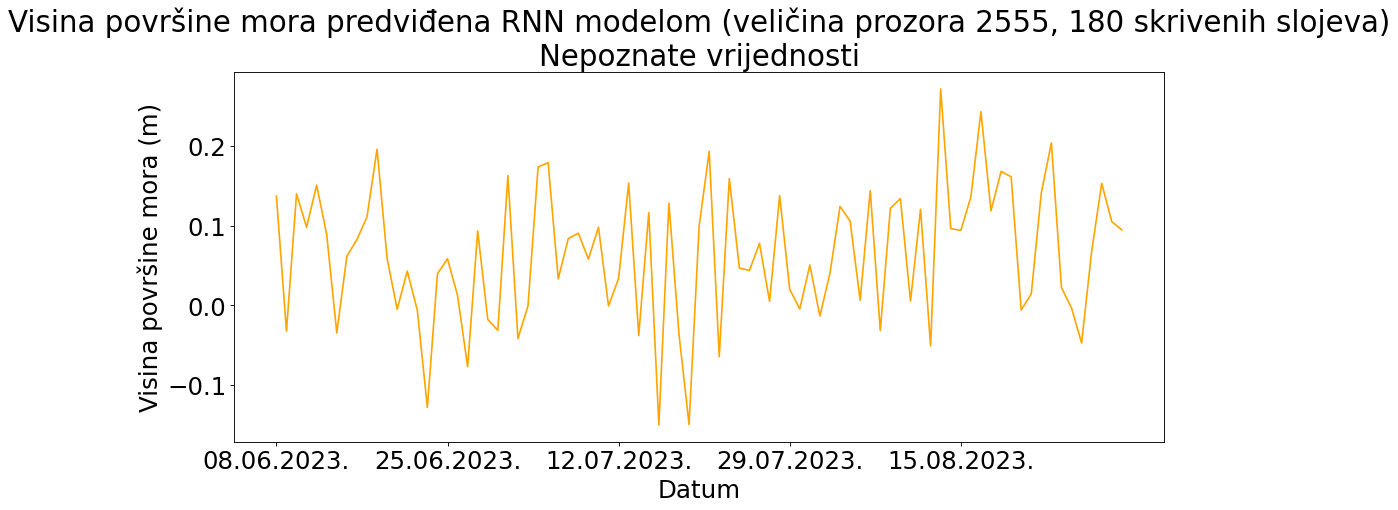 Visina površine mora predviđena RNN modelom (veličina prozora 2555, 180 skrivenih slojeva)
Nepoznate vrijednosti
Visina površine mora (m)
0.2
0.1
0.0
−0.1
08.06.2023. 25.06.2023. 12.07.2023. 29.07.2023. 15.08.2023.
Datum